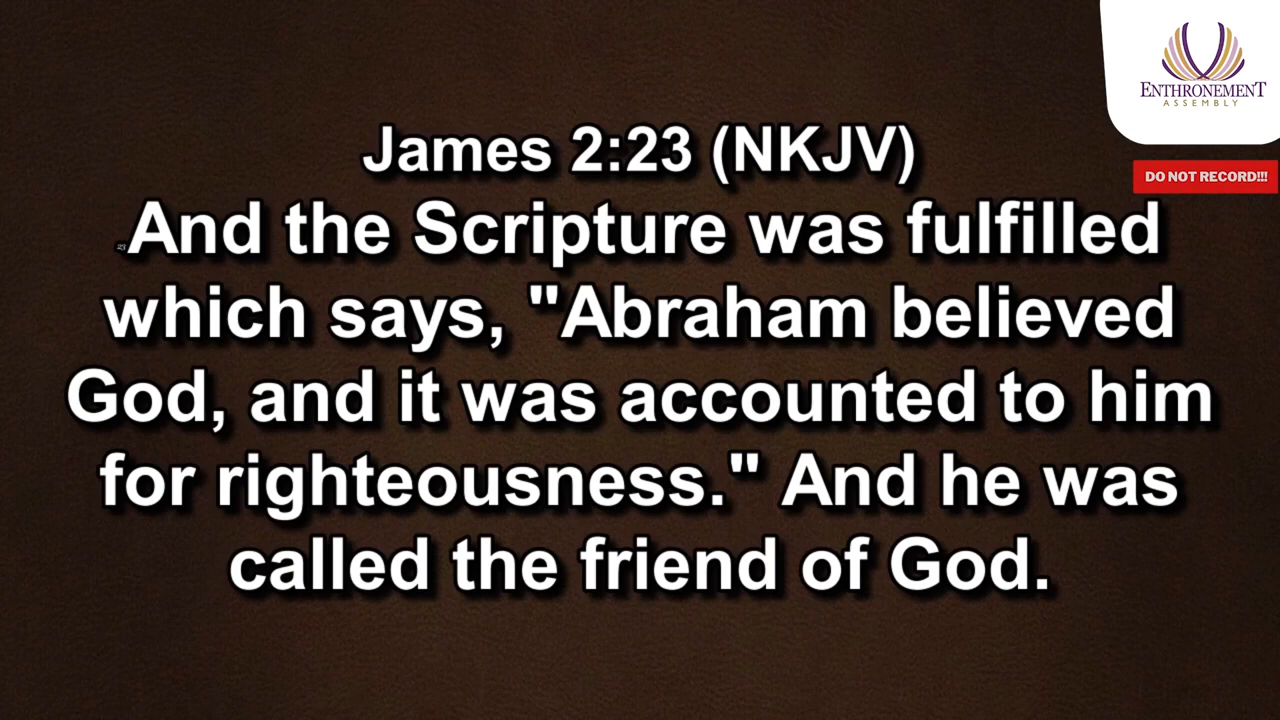 ENTHRONEMENT
ASSEMBLY
DO NOT RECORD!!!
James 2:23 (NKJV)
23 And the Scripture was fulfilled
which says, "Abraham believed
God, and it was accounted to him
for righteousness." And he was
called the friend of God.